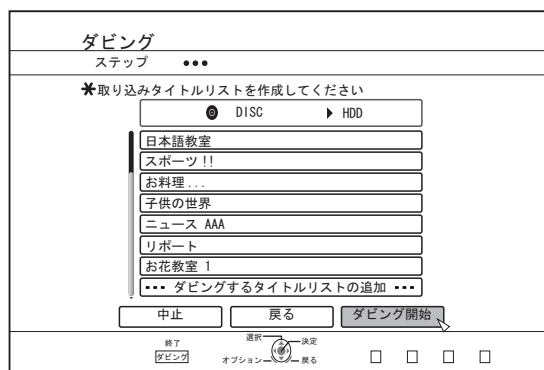 ダビング
ステップ •••
*取り込みタイトルリストを作成してください
DISC ▶ HDD
日本語教室
スポーツ!!
お料理...
子供の世界
ニュース AAA
リポート
お花教室 1
--- ダビングするタイトルリストの追加 ---
中止 戻る ダビング開始
終了
ダビング
選択 決定
オプション 戻る